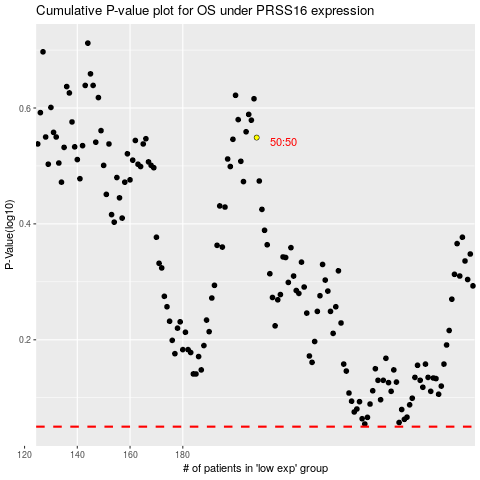 Cumulative P-value plot for OS under PRSS16 expression
P-Value(log10)
0.6
0.4
0.2
50:50
120 140 160 180
# of patients in 'low exp' group